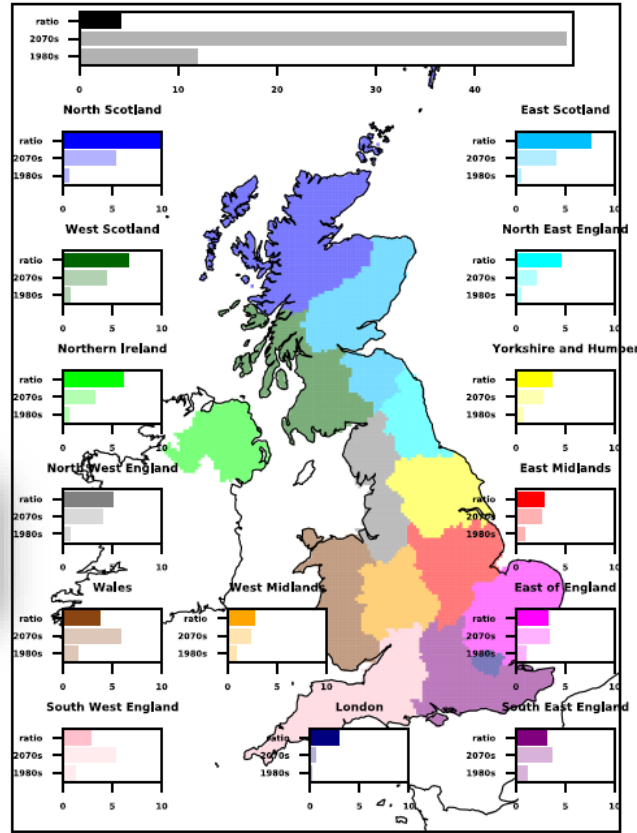 ratio
2070s
1980s
0 10 20 30 40
North Scotland
ratio
2070s
1980s
0 5 10
East Scotland
ratio
2070s
1980s
0 5 10
West Scotland
ratio
2070s
1980s
0 5 10
North East England
ratio
2070s
1980s
0 5 10
Northern Ireland
ratio
2070s
1980s
0 5 10
Yorkshire and Humber
ratio
2070s
1980s
0 5 10
North West England
ratio
2070s
1980s
0 5 10
East Midlands
ratio
2070s
1980s
0 5 10
Wales
ratio
2070s
1980s
0 5 10
West Midlands
ratio
2070s
1980s
0 5 10
East of England
ratio
2070s
1980s
0 5 10
South West England
ratio
2070s
1980s
0 5 10
London
ratio
2070s
1980s
0 5 10
South East England
ratio
2070s
1980s
0 5 10